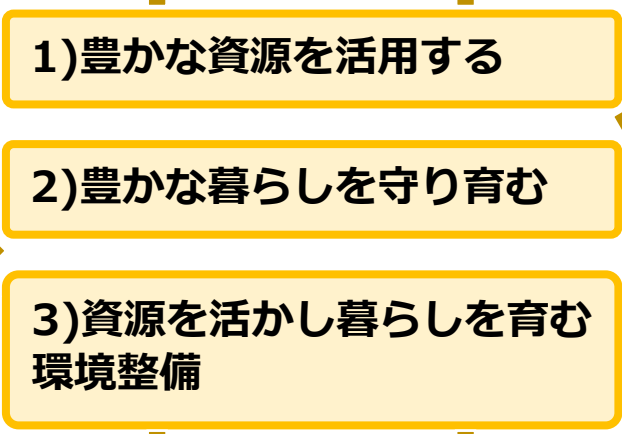 1)豊かな資源を活用する
2)豊かな暮らしを守り育む
3)資源を活かし暮らしを育む
環境整備